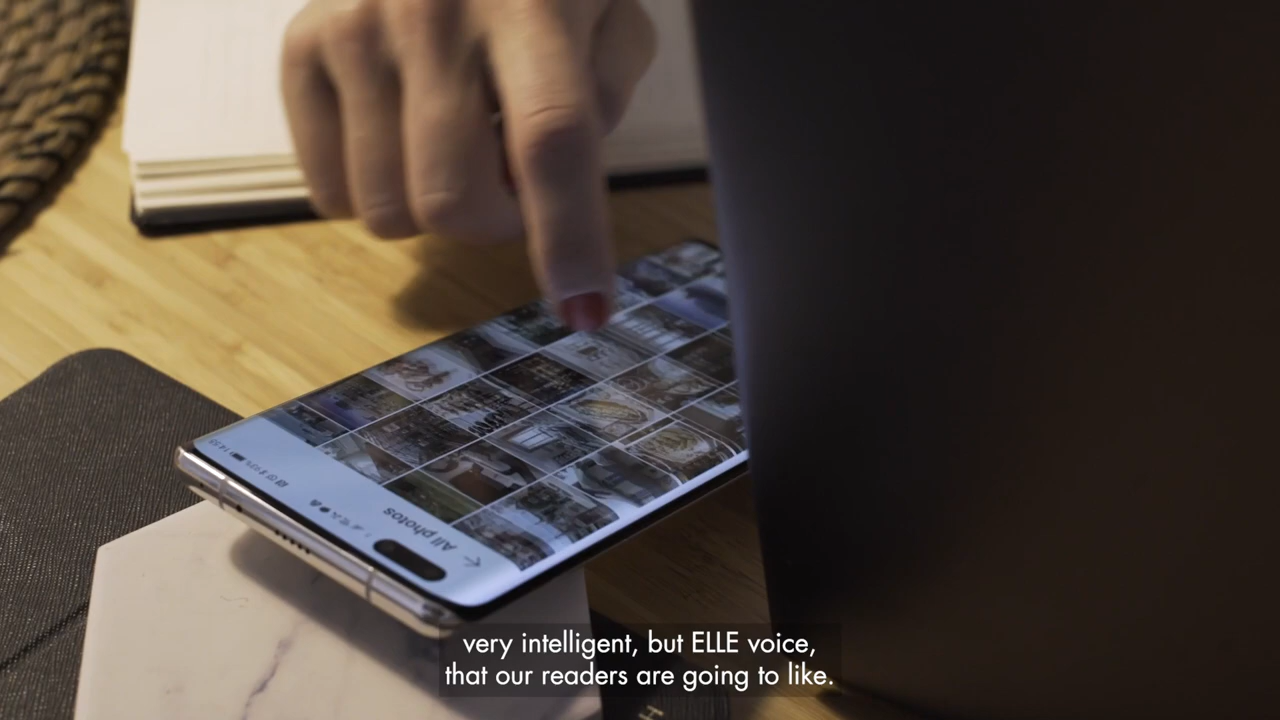 All photos
very intelligent, but ELLE voice,
that our readers are going to like.